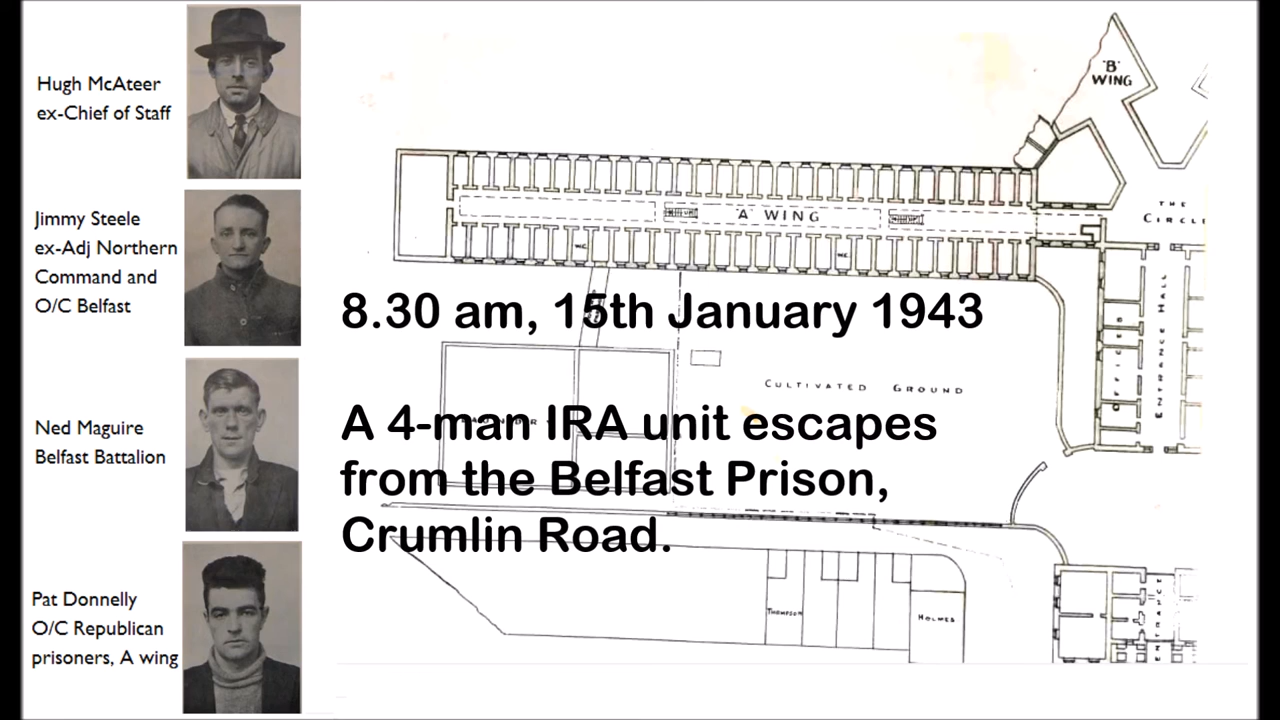 Hugh McAteer
ex-Chief of Staff
Jimmy Steele
ex-Adj Northern
Command and
O/C Belfast
Ned Maguire
Belfast Battalion
Pat Donnelly
O/C Republican
prisoners, A wing
8.30 am, 15th January 1943
A 4-man IRA unit escapes
from the Belfast Prison,
Crumlin Road.
'B'
WING
'A' WING
THE
CIRCLE
W.C.
W.C.
CULTIVATED GROUND
OFFICES
ENTRANCE HALL
THOMPSON
HOLMES
ENTRANCE